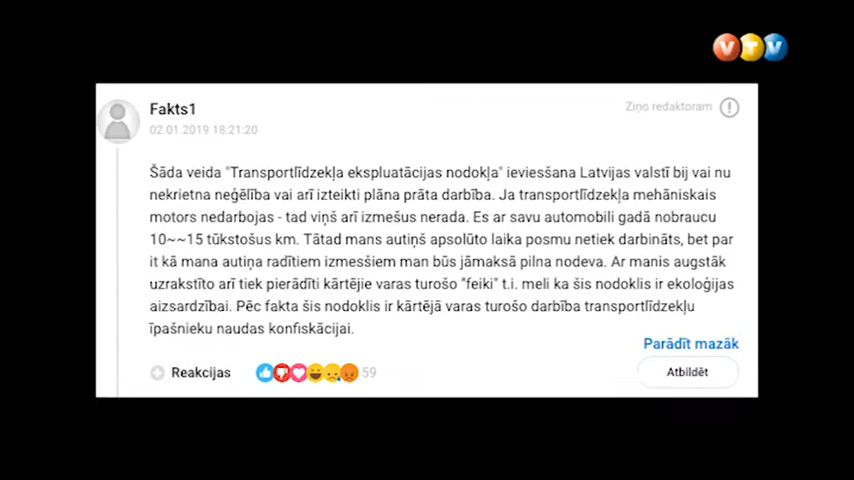 VTV
Fakts1
Ziņo redaktoram
02.01.2019 18:21:20
Šāda veida "Transportlīdzekļa ekspluatācijas nodokļa" ieviešana Latvijas valstī bij vai nu
nekrietna neģēlība vai arī izteikti plāna prāta darbība. Ja transportlīdzekļa mehāniskais
motors nedarbojas - tad viņš arī izmešus nerada. Es ar savu automobili gadā nobraucu
10~~15 tūkstošus km. Tātad mans autiņš apsolūto laika posmu netiek darbināts, bet par
it kā mana autiņa radītiem izmešiem man būs jāmaksā pilna nodeva. Ar manis augstāk
uzrakstīto arī tiek pierādīti kārtējie varas turošo "feiki" t.i. meli ka šis nodoklis ir ekoloģijas
aizsardzībai. Pēc fakta šis nodoklis ir kārtējā varas turošo darbība transportlīdzekļu
īpašnieku naudas konfiskācijai.
Parādīt mazāk
Reakcijas 59
Atbildēt